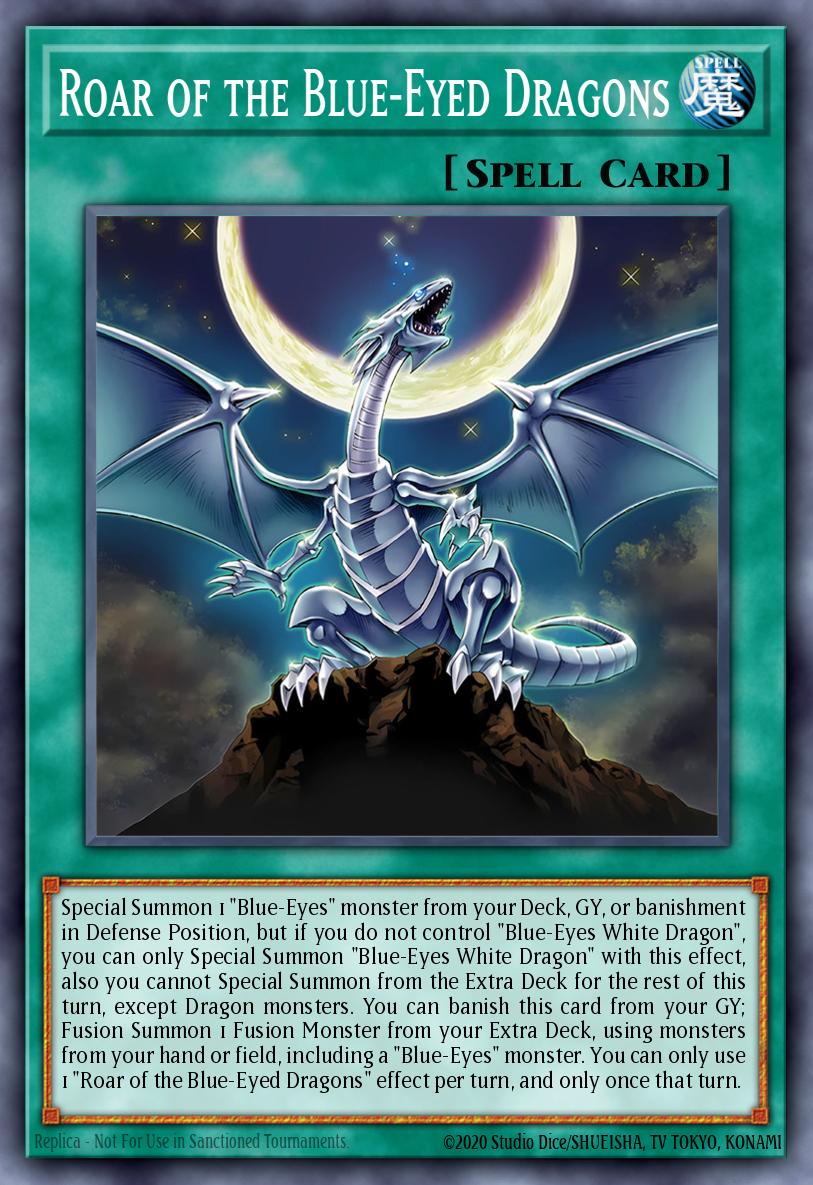 Roar of the Blue-Eyed Dragons
SPELL
魔
[ Spell Card ]
Special Summon 1 "Blue-Eyes" monster from your Deck, GY, or banishment
in Defense Position, but if you do not control "Blue-Eyes White Dragon",
you can only Special Summon "Blue-Eyes White Dragon" with this effect,
also you cannot Special Summon from the Extra Deck for the rest of this
turn, except Dragon monsters. You can banish this card from your GY;
Fusion Summon 1 Fusion Monster from your Extra Deck, using monsters
from your hand or field, including a "Blue-Eyes" monster. You can only use
1 "Roar of the Blue-Eyed Dragons" effect per turn, and only once that turn.
Replica - Not For Use in Sanctioned Tournaments.
©2020 Studio Dice/SHUEISHA, TV TOKYO, KONAMI